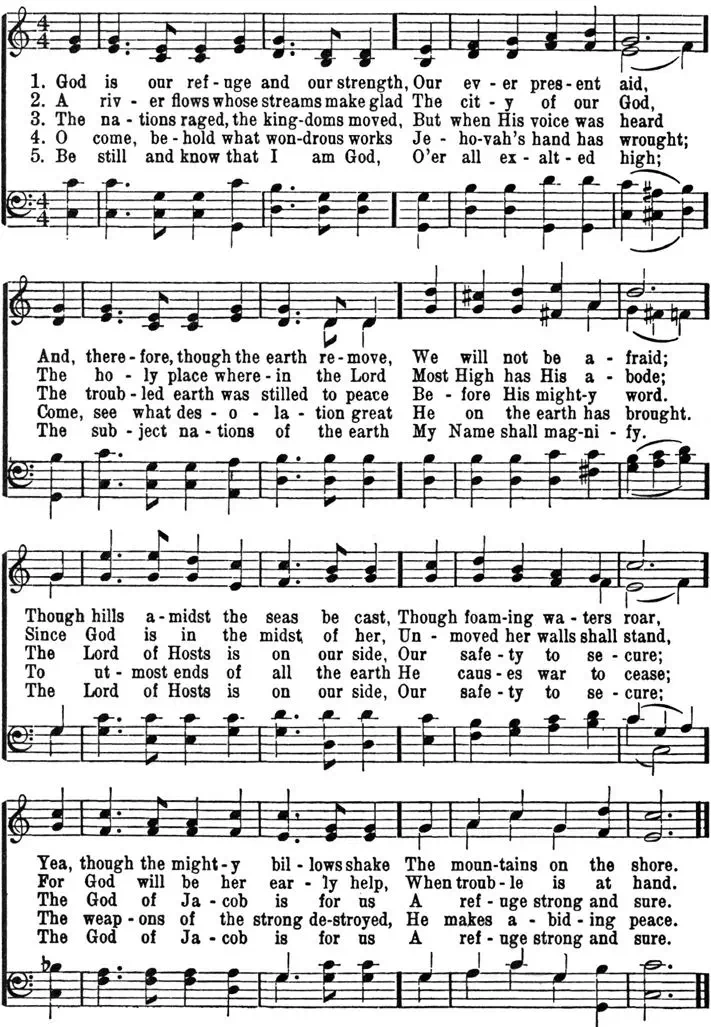 1. God is our ref-uge and our strength, Our ev-er pres-ent aid,
2. A riv-er flows whose streams make glad The cit-y of our God,
3. The na-tions raged, the king-doms moved, But when His voice was heard
4. O come, be-hold what won-drous works Je-ho-vah's hand has wrought;
5. Be still and know that I am God, O'er all ex-alt-ed high;
And, there-fore, though the earth re-move, We will not be a-fraid;
The ho-ly place where-in the Lord Most High has His a-bode;
The troub-led earth was stilled to peace Be-fore His might-y word.
Come, see what des-o-la-tion great He on the earth has brought.
The sub-ject na-tions of the earth My Name shall mag-ni-fy.
Though hills a-midst the seas be cast, Though foam-ing wa-ters roar,
Since God is in the midst of her, Un-moved her walls shall stand,
The Lord of Hosts is on our side, Our safe-ty to se-cure;
To ut-most ends of all the earth He caus-es war to cease;
The Lord of Hosts is on our side, Our safe-ty to se-cure;
Yea, though the might-y bil-lows shake The moun-tains on the shore.
For God will be her ear-ly help, When troub-le is at hand.
The God of Ja-cob is for us A ref-uge strong and sure.
The weap-ons of the strong de-stroyed, He makes a-bid-ing peace.
The God of Ja-cob is for us A ref-uge strong and sure.